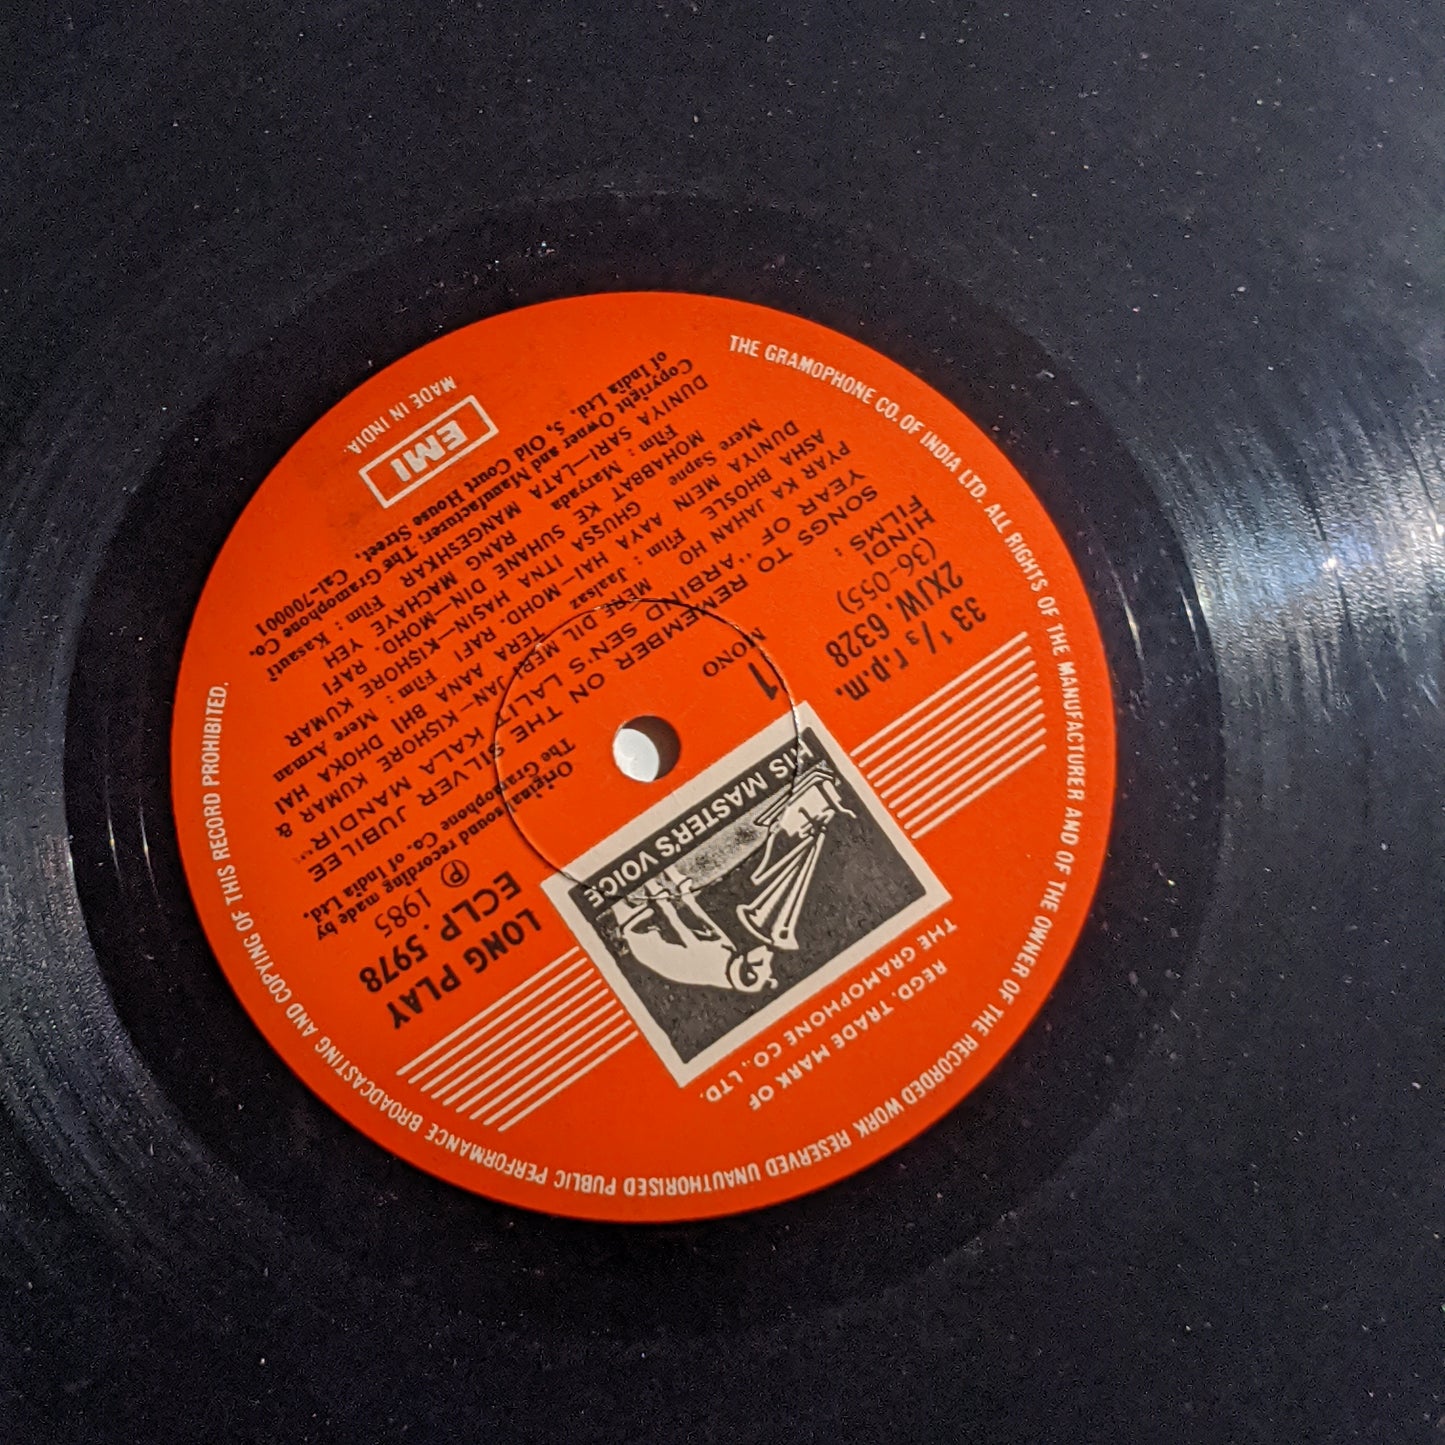 REGD. TRADE MARK OF
THE GRAMOPHONE CO., LTD.
HIS MASTER'S VOICE
33 1/3 r.p.m.
2XJW. 6328
(36-055)
HINDI
FILMS :
1
MONO
LONG PLAY
ECLP. 5978
℗ 1985
Original sound recording made by
The Gramophone Co. of India Ltd.
SONGS TO REMEMBER ON THE SILVER JUBILEE
YEAR OF "ARBIND SEN'S LALIT KALA MANDIR"
PYAR KA JAHAN HO MERE DIL MERI JAN—KISHORE KUMAR &
ASHA BHOSLE Film : Jaalsaz TERA AANA BHI DHOKA HAI
DUNIYA MEIN AAYA HAI—MOHD. RAFI Film : Mere Arman
Mere Sapne GHUSSA ITNA HASIN—KISHORE KUMAR
MOHABBAT KE SUHANE DIN—MOHD. RAFI
Film : Maryada RANG MACHAYE YEH
DUNIYA SARI—LATA MANGESHKAR Film : Kasauti
Copyright Owner and Manufacturer: The Gramophone Co.
of India Ltd. 5, Old Court House Street, Cal-700001
EMI
MADE IN INDIA.
THE GRAMOPHONE CO. OF INDIA LTD. ALL RIGHTS OF THE MANUFACTURER AND OF THE OWNER OF THE RECORDED WORK RESERVED UNAUTHORISED PUBLIC PERFORMANCE BROADCASTING AND COPYING OF THIS RECORD PROHIBITED.